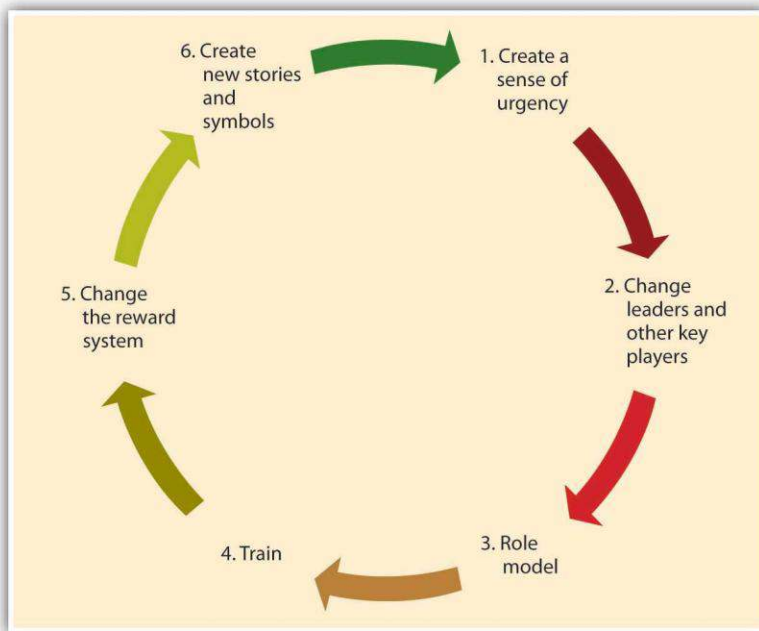 1. Create a
sense of
urgency
2. Change
leaders and
other key
players
3. Role
model
4. Train
5. Change
the reward
system
6. Create
new stories
and
symbols